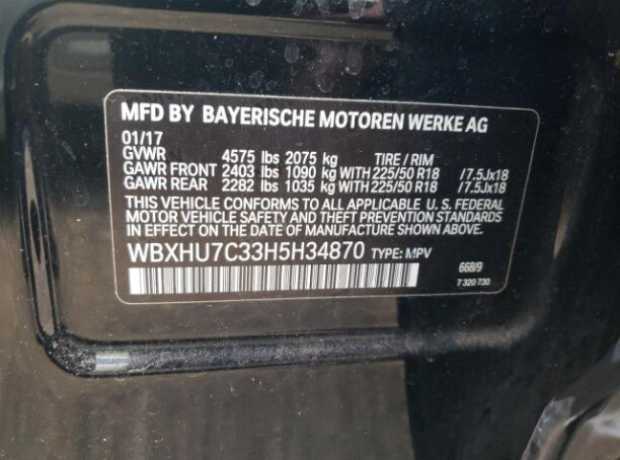 MFD BY BAYERISCHE MOTOREN WERKE AG
01/17
GVWR 4575 lbs 2075 kg TIRE / RIM
GAWR FRONT 2403 lbs 1090 kg WITH 225/50 R18 /7.5Jx18
GAWR REAR 2282 lbs 1035 kg WITH 225/50 R18 /7.5Jx18
THIS VEHICLE CONFORMS TO ALL APPLICABLE U. S. FEDERAL
MOTOR VEHICLE SAFETY AND THEFT PREVENTION STANDARDS
IN EFFECT ON THE DATE OF MANUFACTURE SHOWN ABOVE
WBXHU7C33H5H34870 TYPE: MPV
668/9
7 320 730